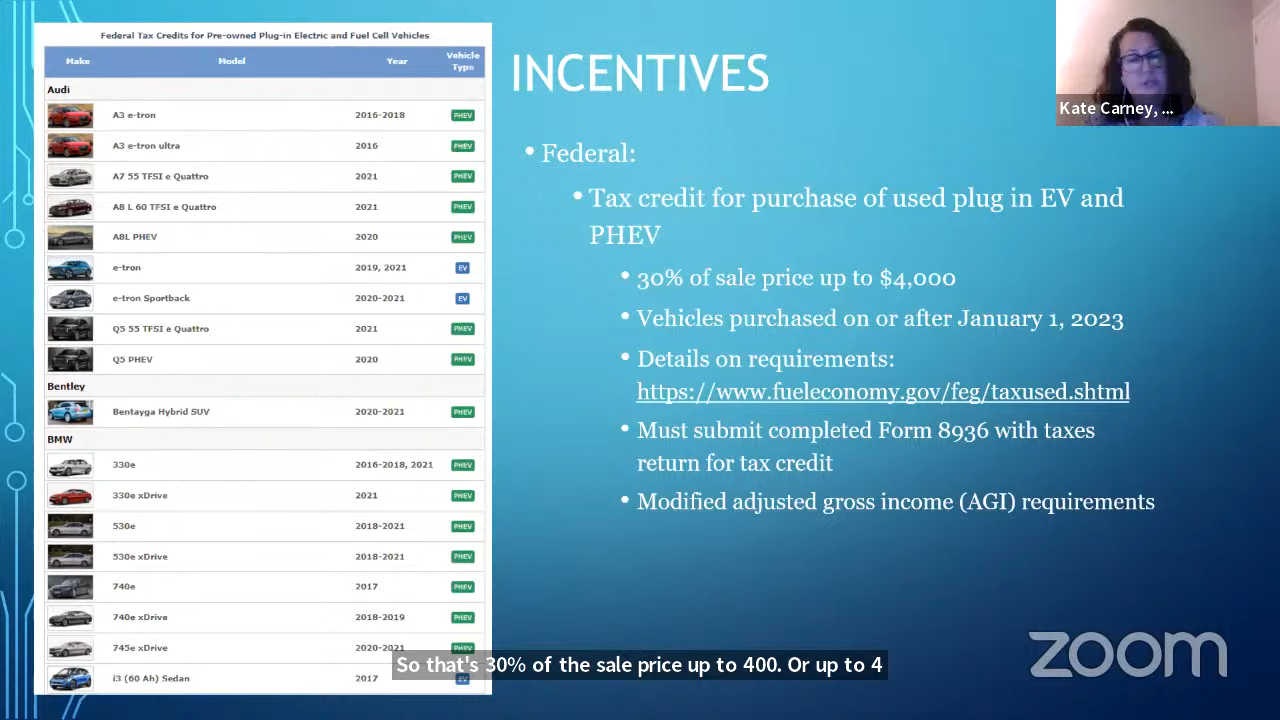 Federal Tax Credits for Pre-owned Plug-in Electric and Fuel Cell Vehicles
Make Model Year Vehicle Type
Audi
A3 e-tron 2016-2018 PHEV
A3 e-tron ultra 2016 PHEV
A7 55 TFSI e Quattro 2021 PHEV
A8 L 60 TFSI e Quattro 2021 PHEV
A8L PHEV 2020 PHEV
e-tron 2019, 2021 EV
e-tron Sportback 2020-2021 EV
Q5 55 TFSI e Quattro 2021 PHEV
Q5 PHEV 2020 PHEV
Bentley
Bentayga Hybrid SUV 2020-2021 PHEV
BMW
330e 2016-2018, 2021 PHEV
330e xDrive 2021 PHEV
530e 2018-2021 PHEV
530e xDrive 2018-2021 PHEV
740e 2017 PHEV
740e xDrive 2018-2019 PHEV
745e xDrive 2020-2021 PHEV
i3 (60 Ah) Sedan 2017 EV
INCENTIVES
• Federal:
• Tax credit for purchase of used plug in EV and
PHEV
• 30% of sale price up to $4,000
• Vehicles purchased on or after January 1, 2023
• Details on requirements:
https://www.fueleconomy.gov/feg/taxused.shtml
• Must submit completed Form 8936 with taxes
return for tax credit
• Modified adjusted gross income (AGI) requirements
Kate Carney, ...
So that's 30% of the sale price up to 400. Or up to 4
zoom